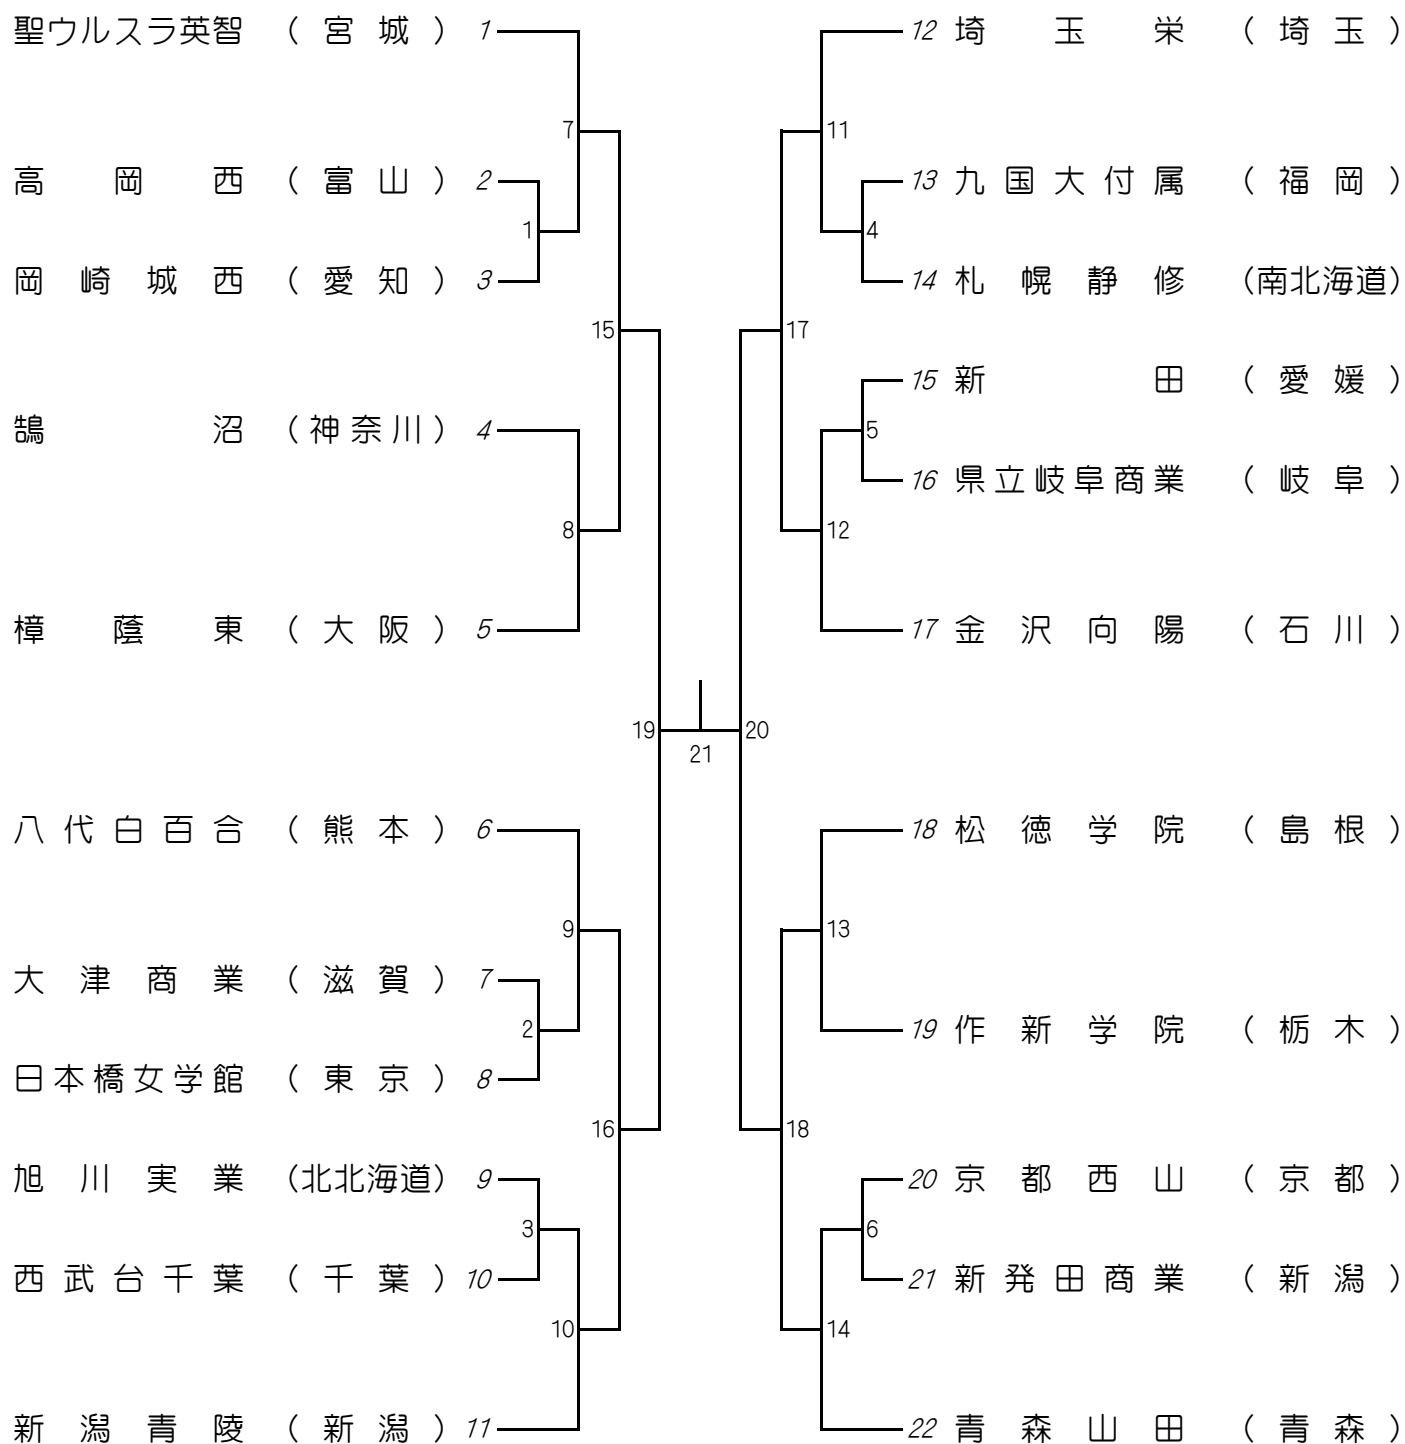 聖ウルスラ英智 （宮城） 1
高岡西 （富山） 2
岡崎城西 （愛知） 3
鵠沼 （神奈川） 4
樟蔭東 （大阪） 5
八代白百合 （熊本） 6
大津商業 （滋賀） 7
日本橋女学館 （東京） 8
旭川実業 （北北海道） 9
西武台千葉 （千葉） 10
新潟青陵 （新潟） 11
7
1
15
8
19
9
2
16
3
10
21
11
4
17
5
12
20
13
18
6
14
12 埼玉栄 （埼玉）
13 九国大付属 （福岡）
14 札幌静修 （南北海道）
15 新田 （愛媛）
16 県立岐阜商業 （岐阜）
17 金沢向陽 （石川）
18 松徳学院 （島根）
19 作新学院 （栃木）
20 京都西山 （京都）
21 新発田商業 （新潟）
22 青森山田 （青森）